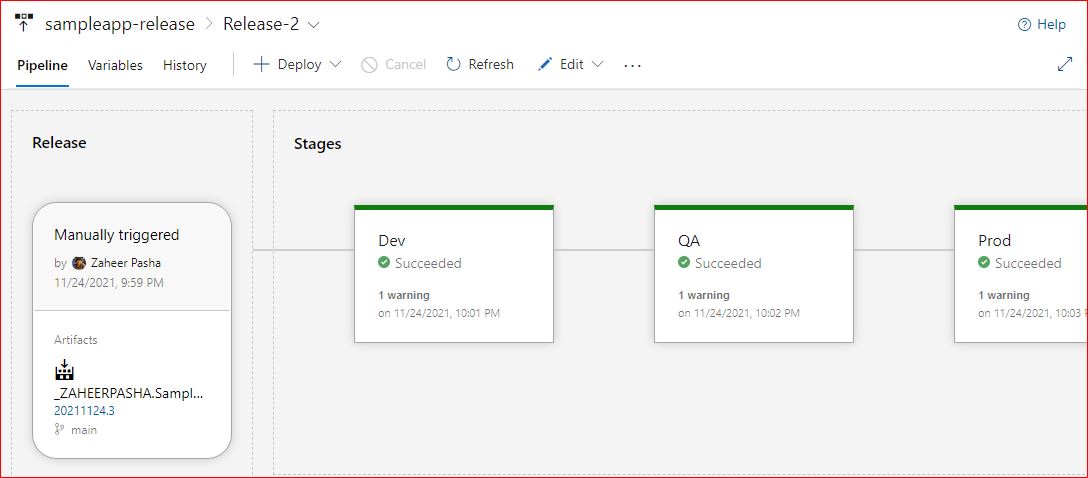 sampleapp-release > Release-2
Help
Pipeline Variables History + Deploy Cancel Refresh Edit ...
Release
Stages
Manually triggered
by Zaheer Pasha
11/24/2021, 9:59 PM
Artifacts
_ZAHEERPASHA.Sampl...
20211124.3
main
Dev
Succeeded
1 warning
on 11/24/2021, 10:01 PM
QA
Succeeded
1 warning
on 11/24/2021, 10:02 PM
Prod
Succeeded
1 warning
on 11/24/2021, 10:03